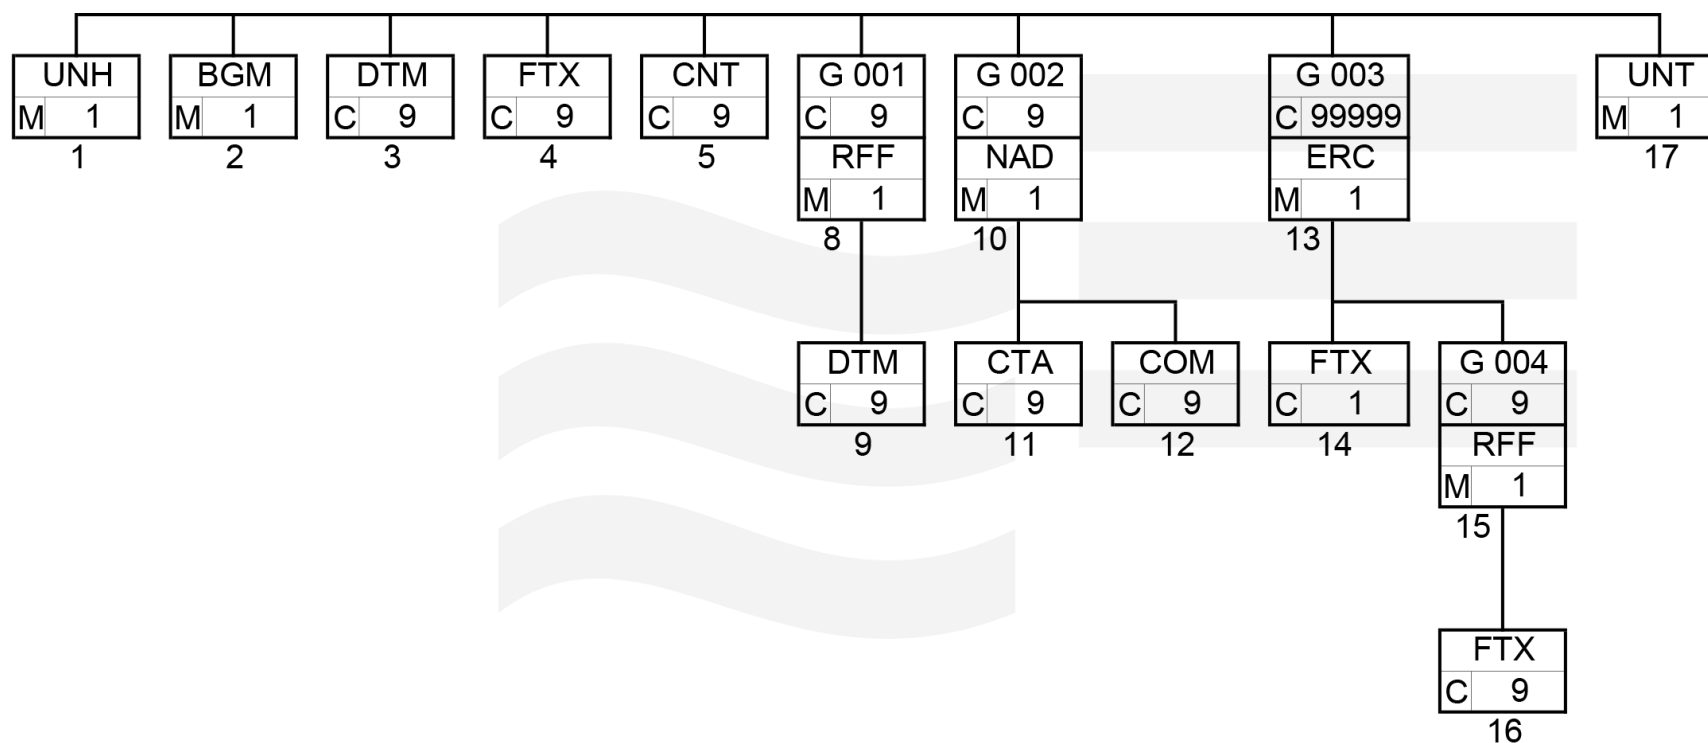 UNH BGM DTM FTX CNT G 001 G 002 G 003 UNT
M 1 M 1 C 9 C 9 C 9 C 9 C 9 C 99999 M 1
1 2 3 4 5 RFF NAD ERC 17
M 1 M 1 M 1
8 10 13
DTM CTA COM FTX G 004
C 9 C 9 C 9 C 1 C 9
9 11 12 14 RFF
M 1
15
FTX
C 9
16